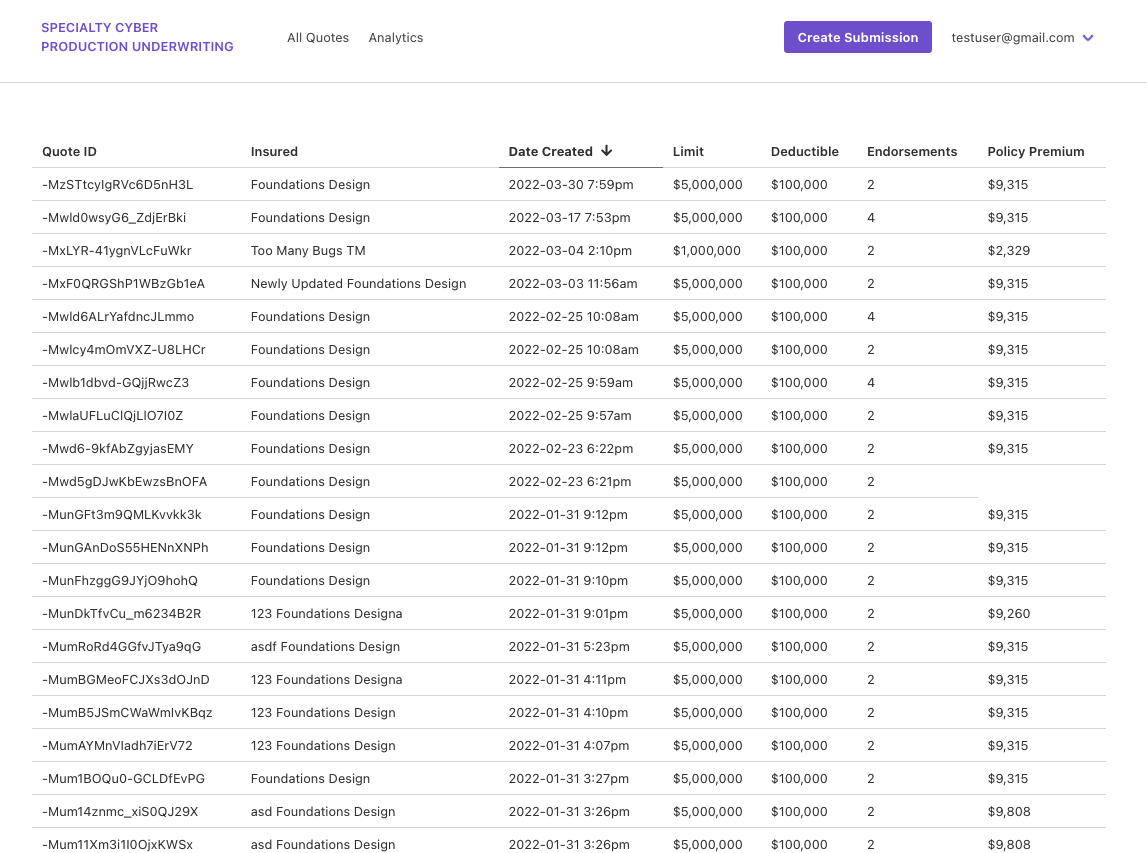 SPECIALTY CYBER
PRODUCTION UNDERWRITING
All Quotes Analytics Create Submission testuser@gmail.com
Quote ID Insured Date Created Limit Deductible Endorsements Policy Premium
-MzSTtcylgRVc6D5nH3L Foundations Design 2022-03-30 7:59pm $5,000,000 $100,000 2 $9,315
-Mwld0wsyG6_ZdjErBki Foundations Design 2022-03-17 7:53pm $5,000,000 $100,000 4 $9,315
-MxLYR-41ygnVLcFuWkr Too Many Bugs TM 2022-03-04 2:10pm $1,000,000 $100,000 2 $2,329
-MxF0QRGShP1WBzGb1eA Newly Updated Foundations Design 2022-03-03 11:56am $5,000,000 $100,000 2 $9,315
-Mwld6ALrYafdncJLmmo Foundations Design 2022-02-25 10:08am $5,000,000 $100,000 4 $9,315
-Mwlcy4mOmVXZ-U8LHCr Foundations Design 2022-02-25 10:08am $5,000,000 $100,000 2 $9,315
-Mwlb1dbvd-GQjjRwcZ3 Foundations Design 2022-02-25 9:59am $5,000,000 $100,000 4 $9,315
-MwlaUFLuClQjLlO7l0Z Foundations Design 2022-02-25 9:57am $5,000,000 $100,000 2 $9,315
-Mwd6-9kfAbZgyjasEMY Foundations Design 2022-02-23 6:22pm $5,000,000 $100,000 2 $9,315
-Mwd5gDJwKbEwzsBnOFA Foundations Design 2022-02-23 6:21pm $5,000,000 $100,000 2
-MunGFt3m9QMLKvvkk3k Foundations Design 2022-01-31 9:12pm $5,000,000 $100,000 2 $9,315
-MunGAnDoS55HENnXNPh Foundations Design 2022-01-31 9:12pm $5,000,000 $100,000 2 $9,315
-MunFhzggG9JYjO9hohQ Foundations Design 2022-01-31 9:10pm $5,000,000 $100,000 2 $9,315
-MunDkTfvCu_m6234B2R 123 Foundations Designa 2022-01-31 9:01pm $5,000,000 $100,000 2 $9,260
-MumRoRd4GGfvJTya9qG asdf Foundations Design 2022-01-31 5:23pm $5,000,000 $100,000 2 $9,315
-MumBGMeoFCJXs3dOJnD 123 Foundations Designa 2022-01-31 4:11pm $5,000,000 $100,000 2 $9,315
-MumB5JSmCWaWmlvKBqz 123 Foundations Design 2022-01-31 4:10pm $5,000,000 $100,000 2 $9,315
-MumAYMnVladh7iErV72 123 Foundations Design 2022-01-31 4:07pm $5,000,000 $100,000 2 $9,315
-Mum1BOQu0-GCLDfEvPG Foundations Design 2022-01-31 3:27pm $5,000,000 $100,000 2 $9,315
-Mum14znmc_xiS0QJ29X asd Foundations Design 2022-01-31 3:26pm $5,000,000 $100,000 2 $9,808
-Mum11Xm3i1I0OjxKWSx asd Foundations Design 2022-01-31 3:26pm $5,000,000 $100,000 2 $9,808